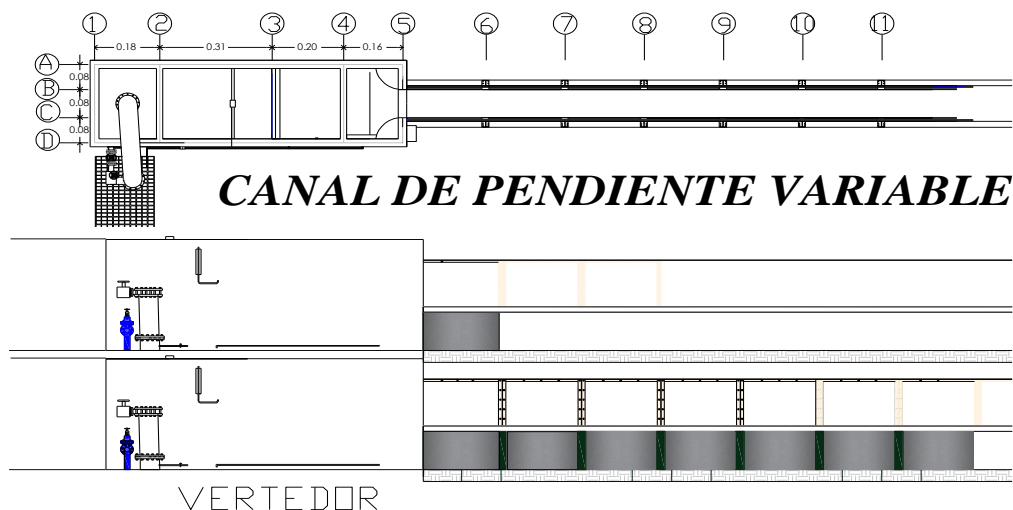 1 2 3 4 5 6 7 8 9 10 11
0.18 0.31 0.20 0.16
A
0.08
B
0.08
C
0.08
D
CANAL DE PENDIENTE VARIABLE
VERTEDOR